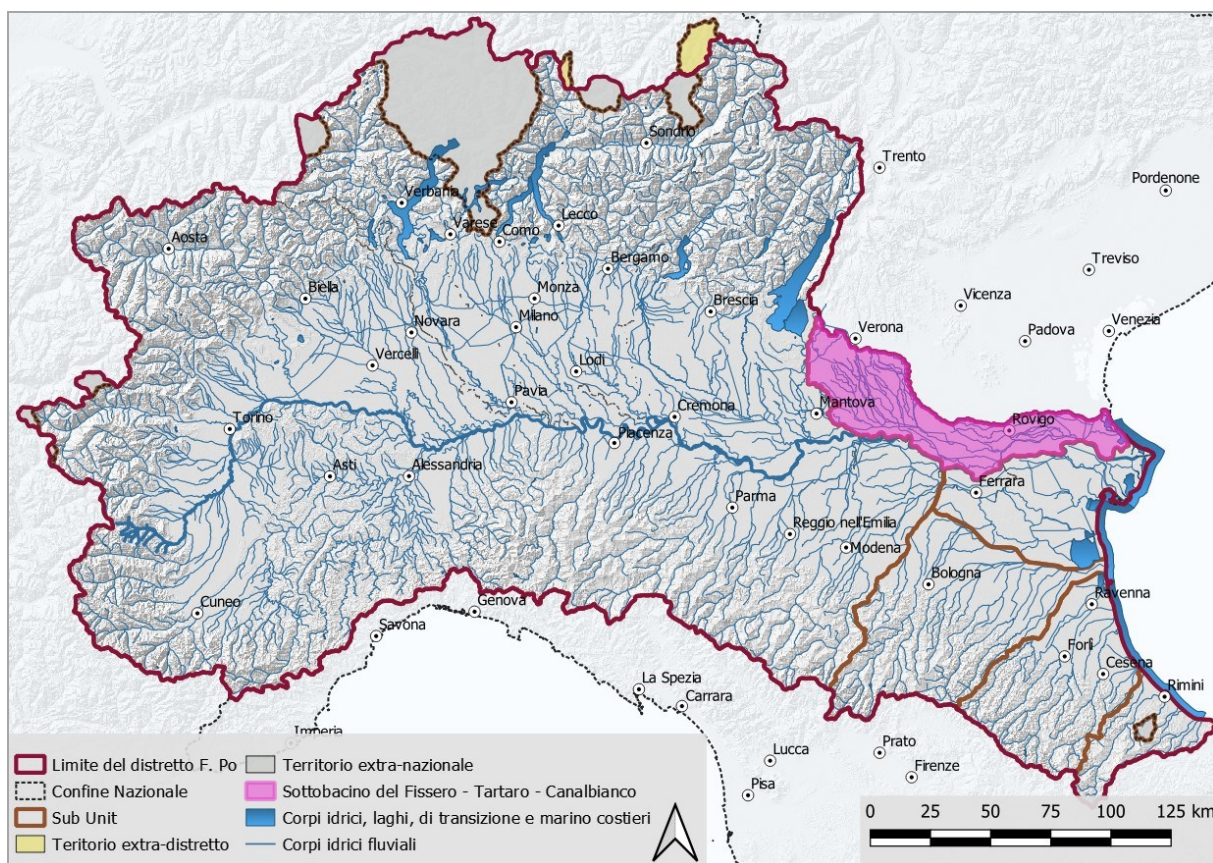 Sondrio
Trento
Pordenone
Verbania
Varese
Como
Lecco
Aosta
Bergamo
Treviso
Biella
Monza
Brescia
Vicenza
Milano
Novara
Verona
Padova
Venezia
Vercelli
Lodi
Pavia
Cremona
Mantova
Rovigo
Torino
Piacenza
Asti
Alessandria
Ferrara
Parma
Reggio nell'Emilia
Modena
Bologna
Cuneo
Genova
Ravenna
Savona
Forlì
Cesena
La Spezia
Rimini
Carrara
Imperia
Lucca
Prato
Firenze
Pisa
Limite del distretto F. Po
Territorio extra-nazionale
Confine Nazionale
Sottobacino del Fissero - Tartaro - Canalbianco
Sub Unit
Corpi idrici, laghi, di transizione e marino costieri
Teritorio extra-distretto
Corpi idrici fluviali
0 25 50 75 100 125 km